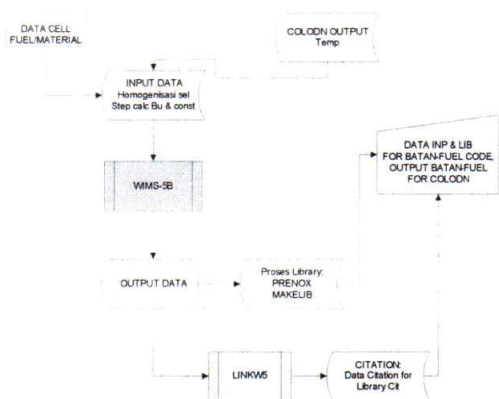 DATA CELL
FUEL/MATERIAL
COLODN OUTPUT
Temp
INPUT DATA
Homogenisasi sel
Step calc Bu & const
DATA INP & LIB
FOR BATAN-FUEL CODE,
OUTPUT BATAN-FUEL
FOR COLODN
WIMS-5B
OUTPUT DATA
Proses Library:
PRENOX
MAKELIB
LINKW5
CITATION:
Data Citation for
Library Cit